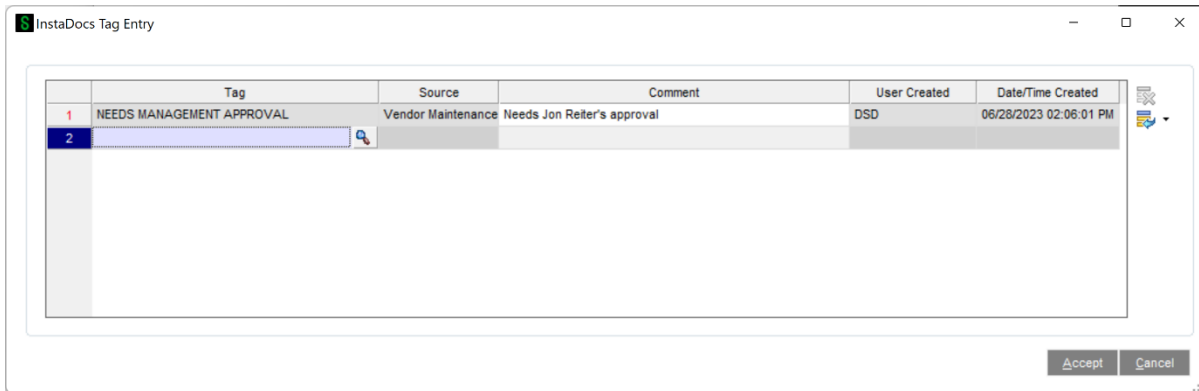 S InstaDocs Tag Entry
Tag Source Comment User Created Date/Time Created
1 NEEDS MANAGEMENT APPROVAL Vendor Maintenance Needs Jon Reiter's approval DSD 06/28/2023 02:06:01 PM
2
Accept Cancel